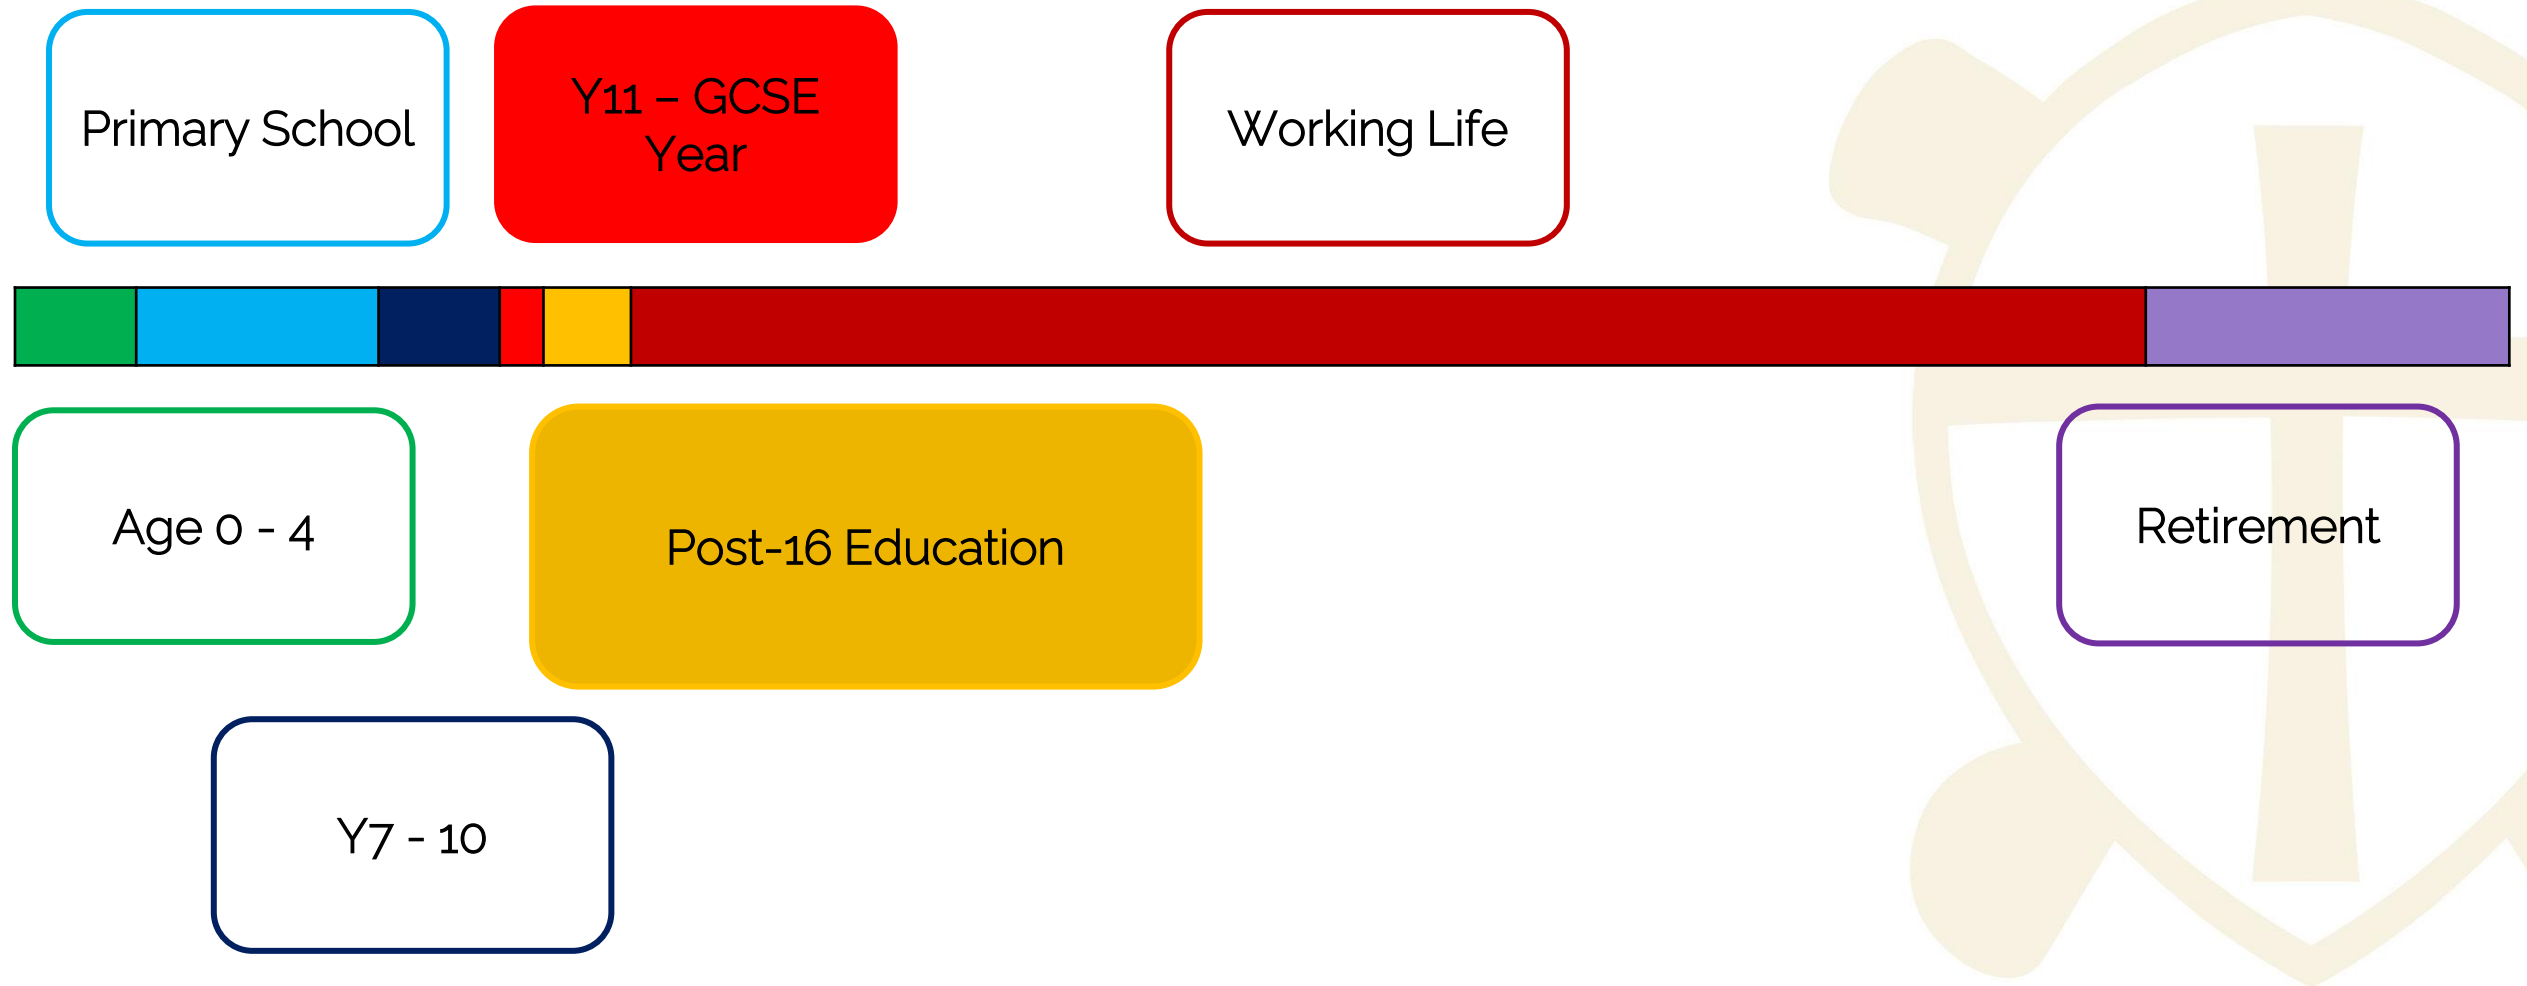 Primary School
Y11 – GCSE
Year
Working Life
Age 0 - 4
Post-16 Education
Retirement
Y7 - 10